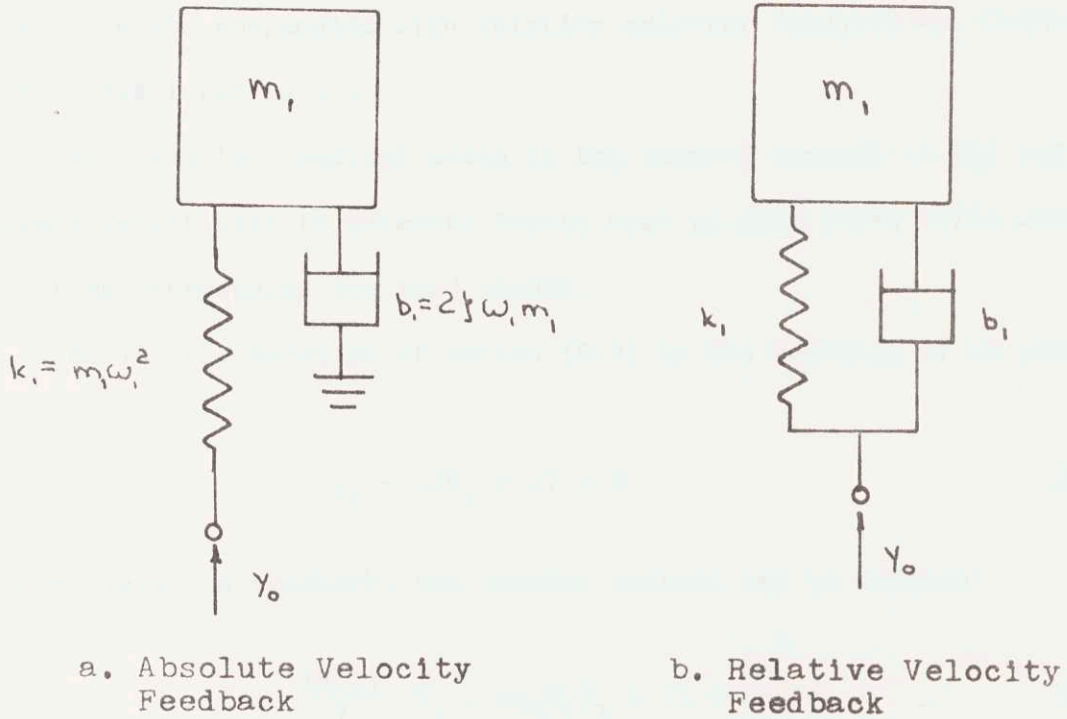 m₁
k₁ = m₁ω₁²
b₁ = 2ζω₁m₁
Y₀
a. Absolute Velocity
Feedback
m₁
k₁
b₁
Y₀
b. Relative Velocity
Feedback